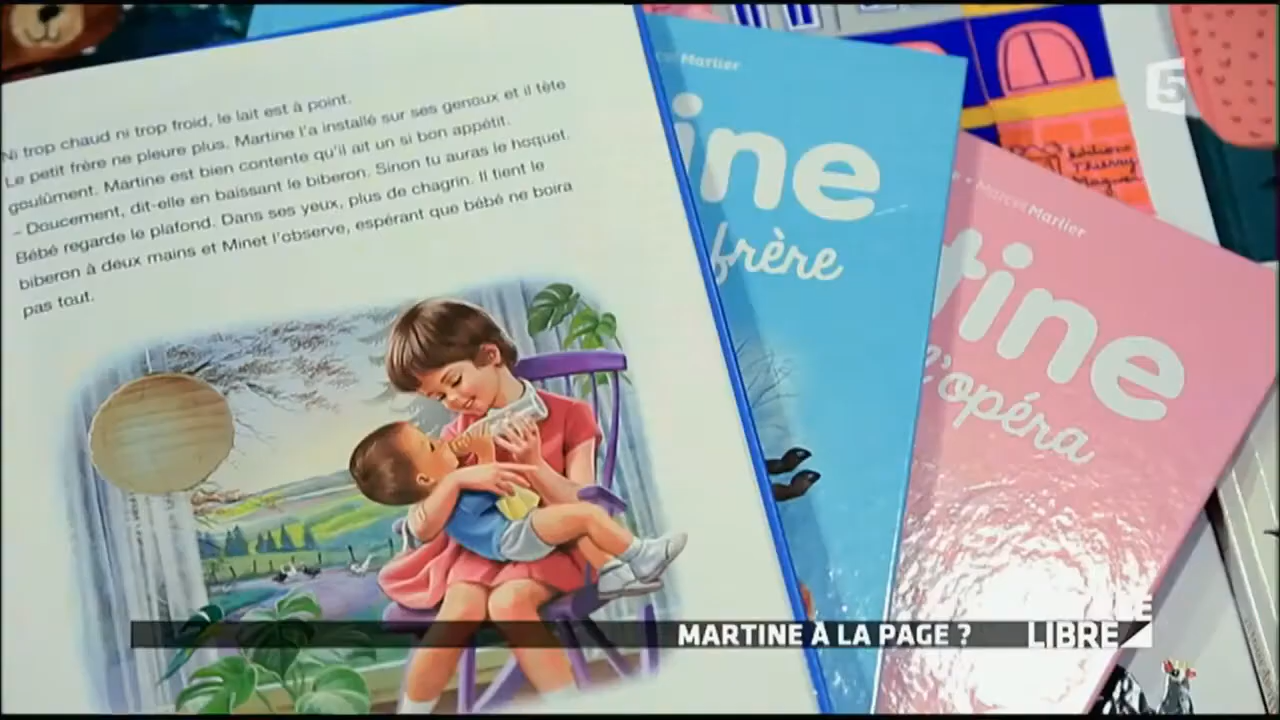 Ni trop chaud ni trop froid, le lait est à point.
Le petit frère ne pleure plus. Martine l'a installé sur ses genoux et il tète
goulûment. Martine est bien contente qu'il ait un si bon appétit.
– Doucement, dit-elle en baissant le biberon. Sinon tu auras le hoquet.
Bébé regarde le plafond. Dans ses yeux, plus de chagrin. Il tient le
biberon à deux mains et Minet l'observe, espérant que bébé ne boira
pas tout.
Marlier
ine
frère
Marcel Marlier
tine
l'opéra
éditions
Thierry
Magnier
5
MARTINE À LA PAGE ?
LIBRE